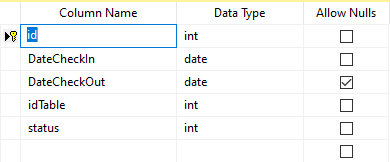 Column Name Data Type Allow Nulls
id int
DateCheckIn date
DateCheckOut date
idTable int
status int